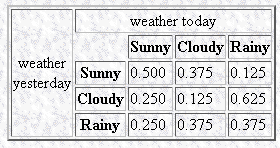 weather today
Sunny Cloudy Rainy
weather yesterday
Sunny 0.500 0.375 0.125
Cloudy 0.250 0.125 0.625
Rainy 0.250 0.375 0.375